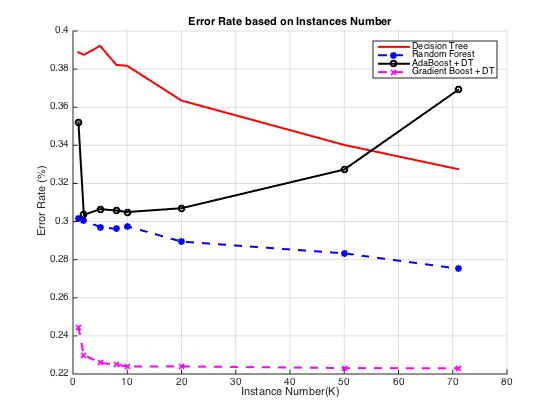 Error Rate based on Instances Number
0.4
0.38
0.36
0.34
0.32
0.3
0.28
0.26
0.24
0.22
Error Rate (%)
Decision Tree
Random Forest
AdaBoost + DT
Gradient Boost + DT
0 10 20 30 40 50 60 70 80
Instance Number(K)